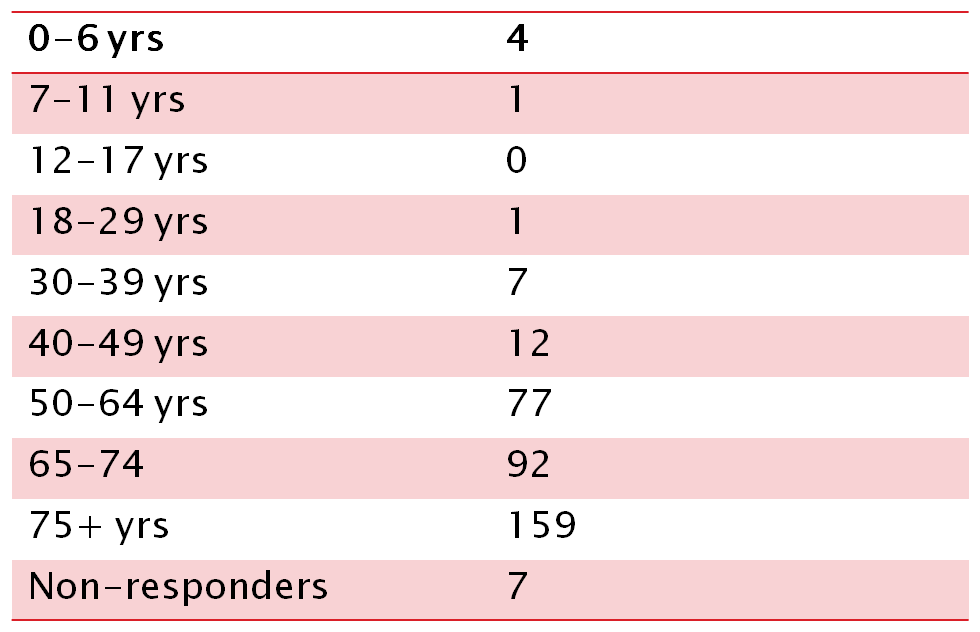 0-6 yrs 4
7-11 yrs 1
12-17 yrs 0
18-29 yrs 1
30-39 yrs 7
40-49 yrs 12
50-64 yrs 77
65-74 92
75+ yrs 159
Non-responders 7